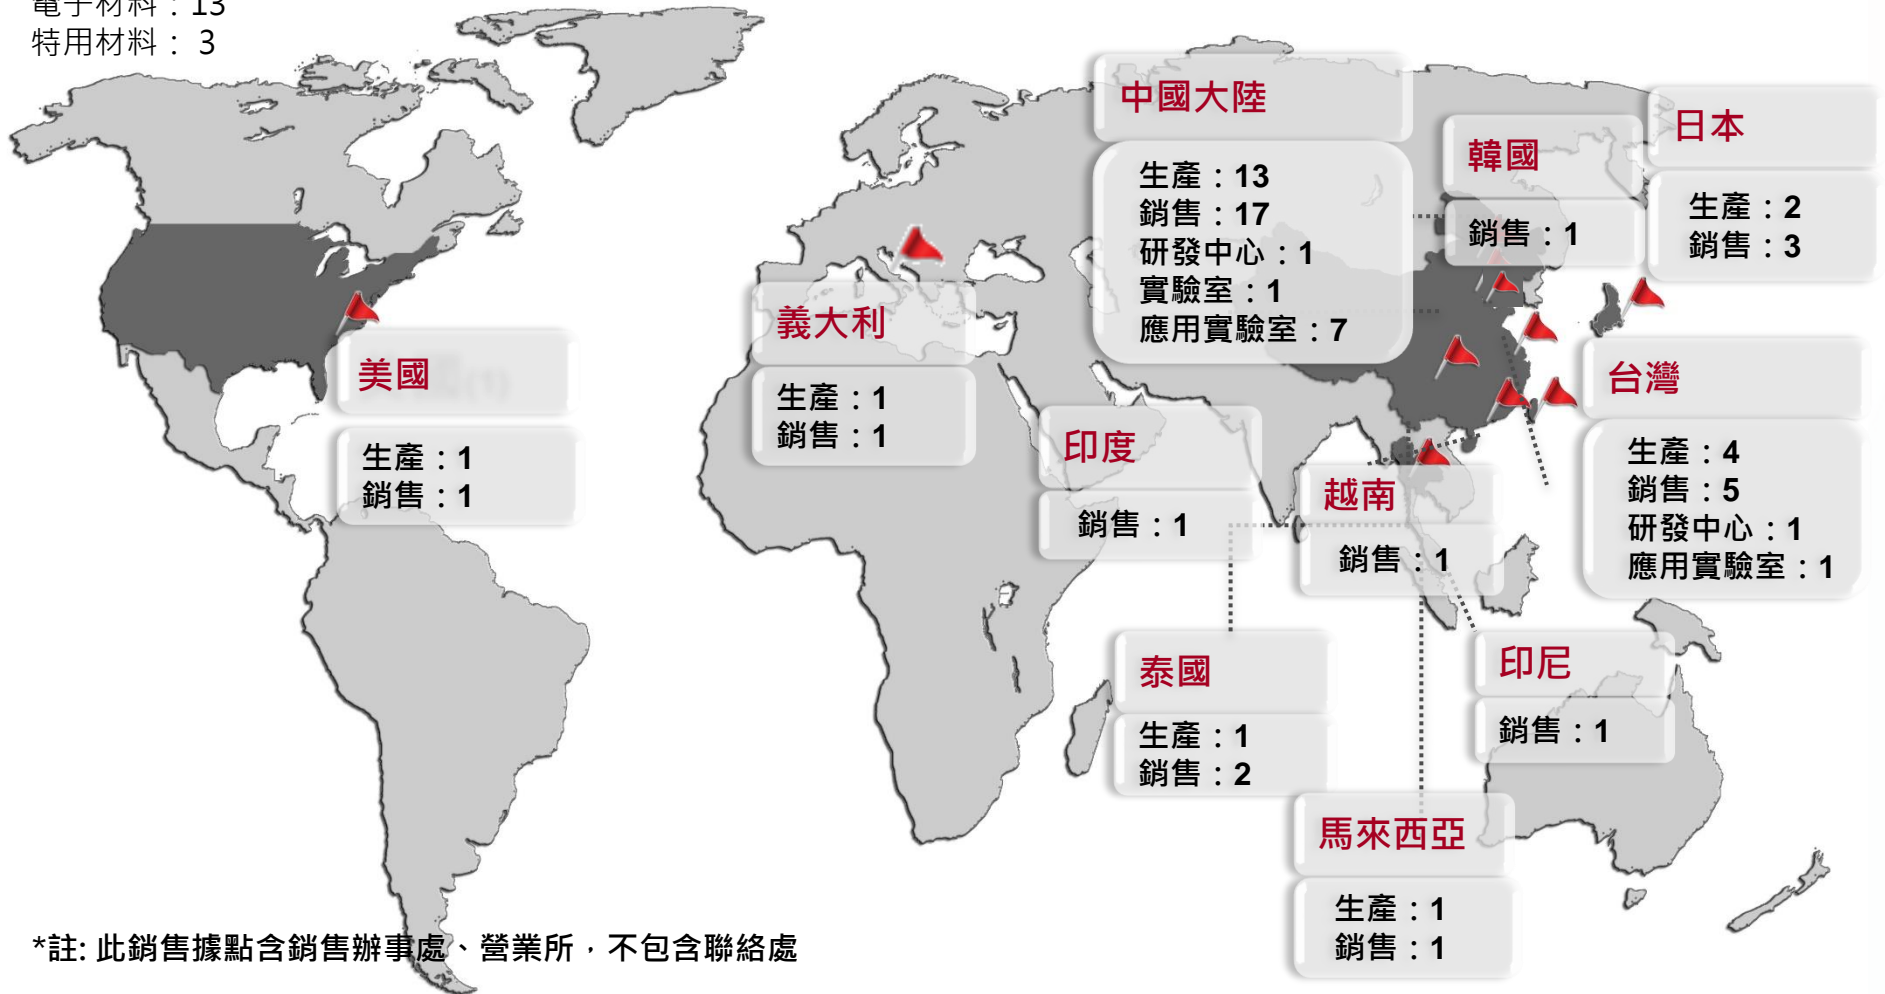 電子材料：13
特用材料： 3
中國大陸
生產：13
銷售：17
研發中心：1
實驗室：1
應用實驗室：7
韓國
銷售：1
日本
生產：2
銷售：3
義大利
生產：1
銷售：1
美國
生產：1
銷售：1
印度
銷售：1
越南
銷售：1
台灣
生產：4
銷售：5
研發中心：1
應用實驗室：1
泰國
生產：1
銷售：2
印尼
銷售：1
馬來西亞
生產：1
銷售：1
*註: 此銷售據點含銷售辦事處、營業所，不包含聯絡處